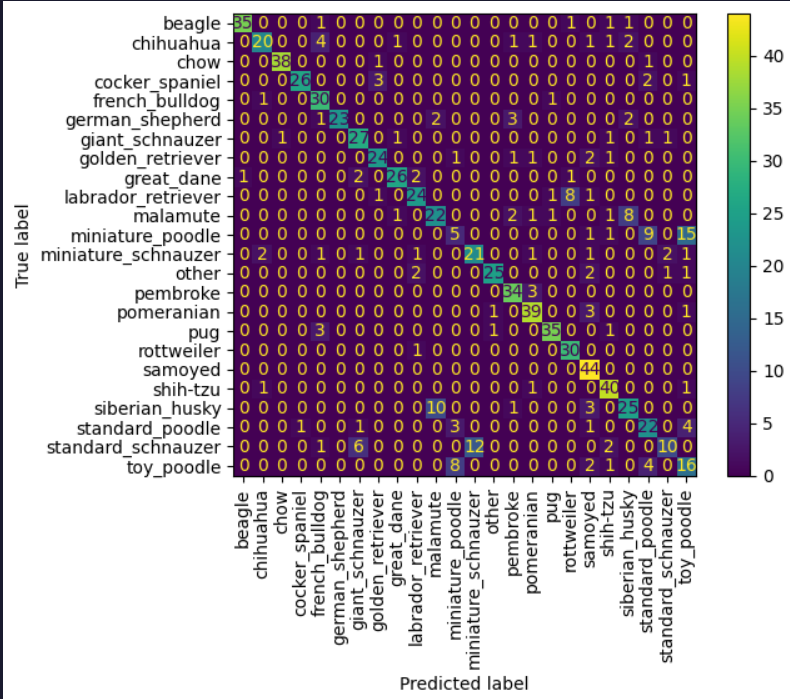 True label
beagle 35 0 0 0 1 0 0 0 0 0 0 0 0 0 0 0 0 1 0 1 1 0 0 0
chihuahua 0 20 0 0 4 0 0 0 1 0 0 0 0 0 1 1 0 0 1 1 2 0 0 0
chow 0 0 38 0 0 0 0 1 0 0 0 0 0 0 0 0 0 0 0 0 0 1 0 0
cocker_spaniel 0 0 0 26 0 0 0 3 0 0 0 0 0 0 0 0 0 0 0 0 0 2 0 1
french_bulldog 0 1 0 0 30 0 0 0 0 0 0 0 0 0 0 0 1 0 0 0 0 0 0 0
german_shepherd 0 0 0 0 1 23 0 0 0 0 2 0 0 0 3 0 0 0 0 0 2 0 0 0
giant_schnauzer 0 0 1 0 0 0 27 0 1 0 0 0 0 0 0 0 0 0 0 1 0 1 1 0
golden_retriever 0 0 0 0 0 0 0 24 0 0 0 1 0 0 1 1 0 0 2 1 0 0 0 0
great_dane 1 0 0 0 0 0 2 0 26 2 0 0 0 0 0 0 0 1 0 0 0 0 0 0
labrador_retriever 0 0 0 0 0 0 0 1 0 24 0 0 0 0 0 0 1 8 1 0 0 0 0 0
malamute 0 0 0 0 0 0 0 0 1 0 22 0 0 0 2 1 1 0 0 1 8 0 0 0
miniature_poodle 0 0 0 0 0 0 0 0 0 0 0 5 0 0 0 0 0 0 1 1 0 9 0 15
miniature_schnauzer 0 2 0 0 1 0 1 0 0 1 0 0 21 0 0 1 0 0 1 0 0 0 2 1
other 0 0 0 0 0 0 0 0 0 2 0 0 0 25 0 0 0 0 2 0 0 0 1 1
pembroke 0 0 0 0 0 0 0 0 0 0 0 0 0 0 34 3 0 0 0 0 0 0 0 0
pomeranian 0 0 0 0 0 0 0 0 0 0 0 0 0 1 0 39 0 0 3 0 0 0 0 1
pug 0 0 0 0 3 0 0 0 0 0 0 0 0 1 0 0 35 0 0 1 0 0 0 0
rottweiler 0 0 0 0 0 0 0 0 0 1 0 0 0 0 0 0 0 30 0 0 0 0 0 0
samoyed 0 0 0 0 0 0 0 0 0 0 0 0 0 0 0 0 0 0 44 0 0 0 0 0
shih-tzu 0 1 0 0 0 0 0 0 0 0 0 0 0 0 0 1 0 0 0 40 0 0 0 1
siberian_husky 0 0 0 0 0 0 0 0 0 0 10 0 0 0 1 0 0 0 3 0 25 0 0 0
standard_poodle 0 0 0 1 0 0 1 0 0 0 0 3 0 0 0 0 0 0 1 0 0 22 0 4
standard_schnauzer 0 0 0 0 1 0 6 0 0 0 0 0 12 0 0 0 0 0 0 2 0 0 10 0
toy_poodle 0 0 0 0 0 0 0 0 0 0 0 8 0 0 0 0 0 0 2 1 0 4 0 16
beagle
chihuahua
chow
cocker_spaniel
french_bulldog
german_shepherd
giant_schnauzer
golden_retriever
great_dane
labrador_retriever
malamute
miniature_poodle
miniature_schnauzer
other
pembroke
pomeranian
pug
rottweiler
samoyed
shih-tzu
siberian_husky
standard_poodle
standard_schnauzer
toy_poodle
Predicted label
40
35
30
25
20
15
10
5
0